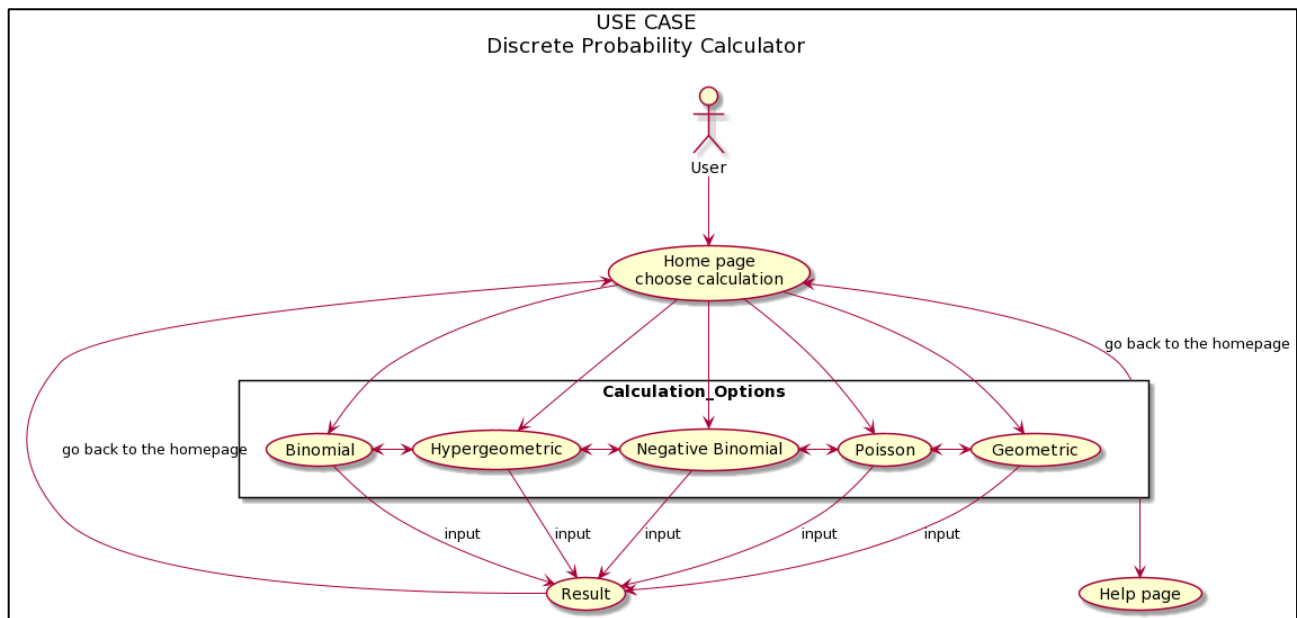 USE CASE
Discrete Probability Calculator
User
Home page
choose calculation
go back to the homepage
Calculation_Options
go back to the homepage
Binomial
Hypergeometric
Negative Binomial
Poisson
Geometric
input
input
input
input
input
Result
Help page